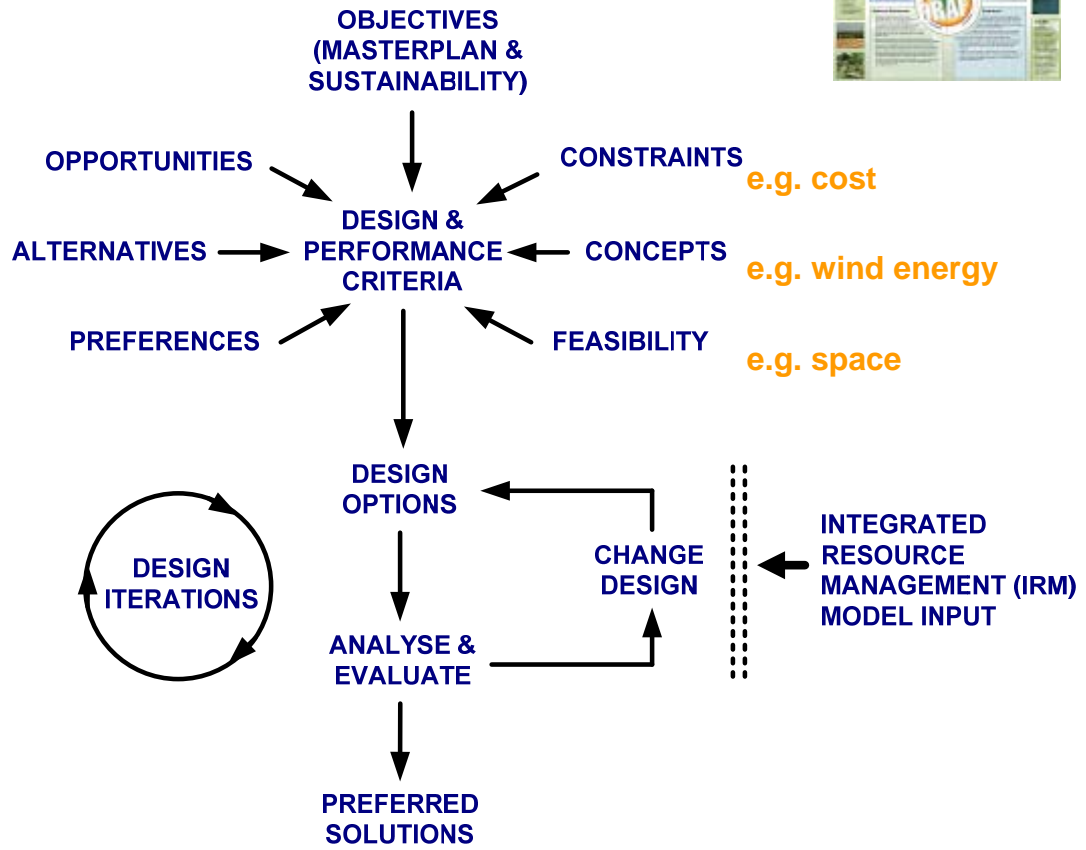 OBJECTIVES
(MASTERPLAN &
SUSTAINABILITY)
OPPORTUNITIES
CONSTRAINTS
e.g. cost
ALTERNATIVES
DESIGN &
PERFORMANCE
CRITERIA
CONCEPTS
e.g. wind energy
PREFERENCES
FEASIBILITY
e.g. space
DESIGN
OPTIONS
DESIGN
ITERATIONS
CHANGE
DESIGN
INTEGRATED
RESOURCE
MANAGEMENT (IRM)
MODEL INPUT
ANALYSE &
EVALUATE
PREFERRED
SOLUTIONS